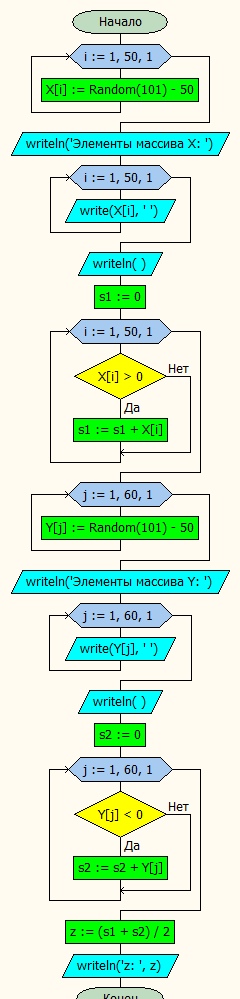 Начало
i := 1, 50, 1
X[i] := Random(101) - 50
writeln('Элементы массива X: ')
i := 1, 50, 1
write(X[i], ' ')
writeln( )
s1 := 0
i := 1, 50, 1
X[i] > 0
Нет
Да
s1 := s1 + X[i]
j := 1, 60, 1
Y[j] := Random(101) - 50
writeln('Элементы массива Y: ')
j := 1, 60, 1
write(Y[j], ' ')
writeln( )
s2 := 0
j := 1, 60, 1
Y[j] < 0
Нет
Да
s2 := s2 + Y[j]
z := (s1 + s2) / 2
writeln('z: ', z)
Конец